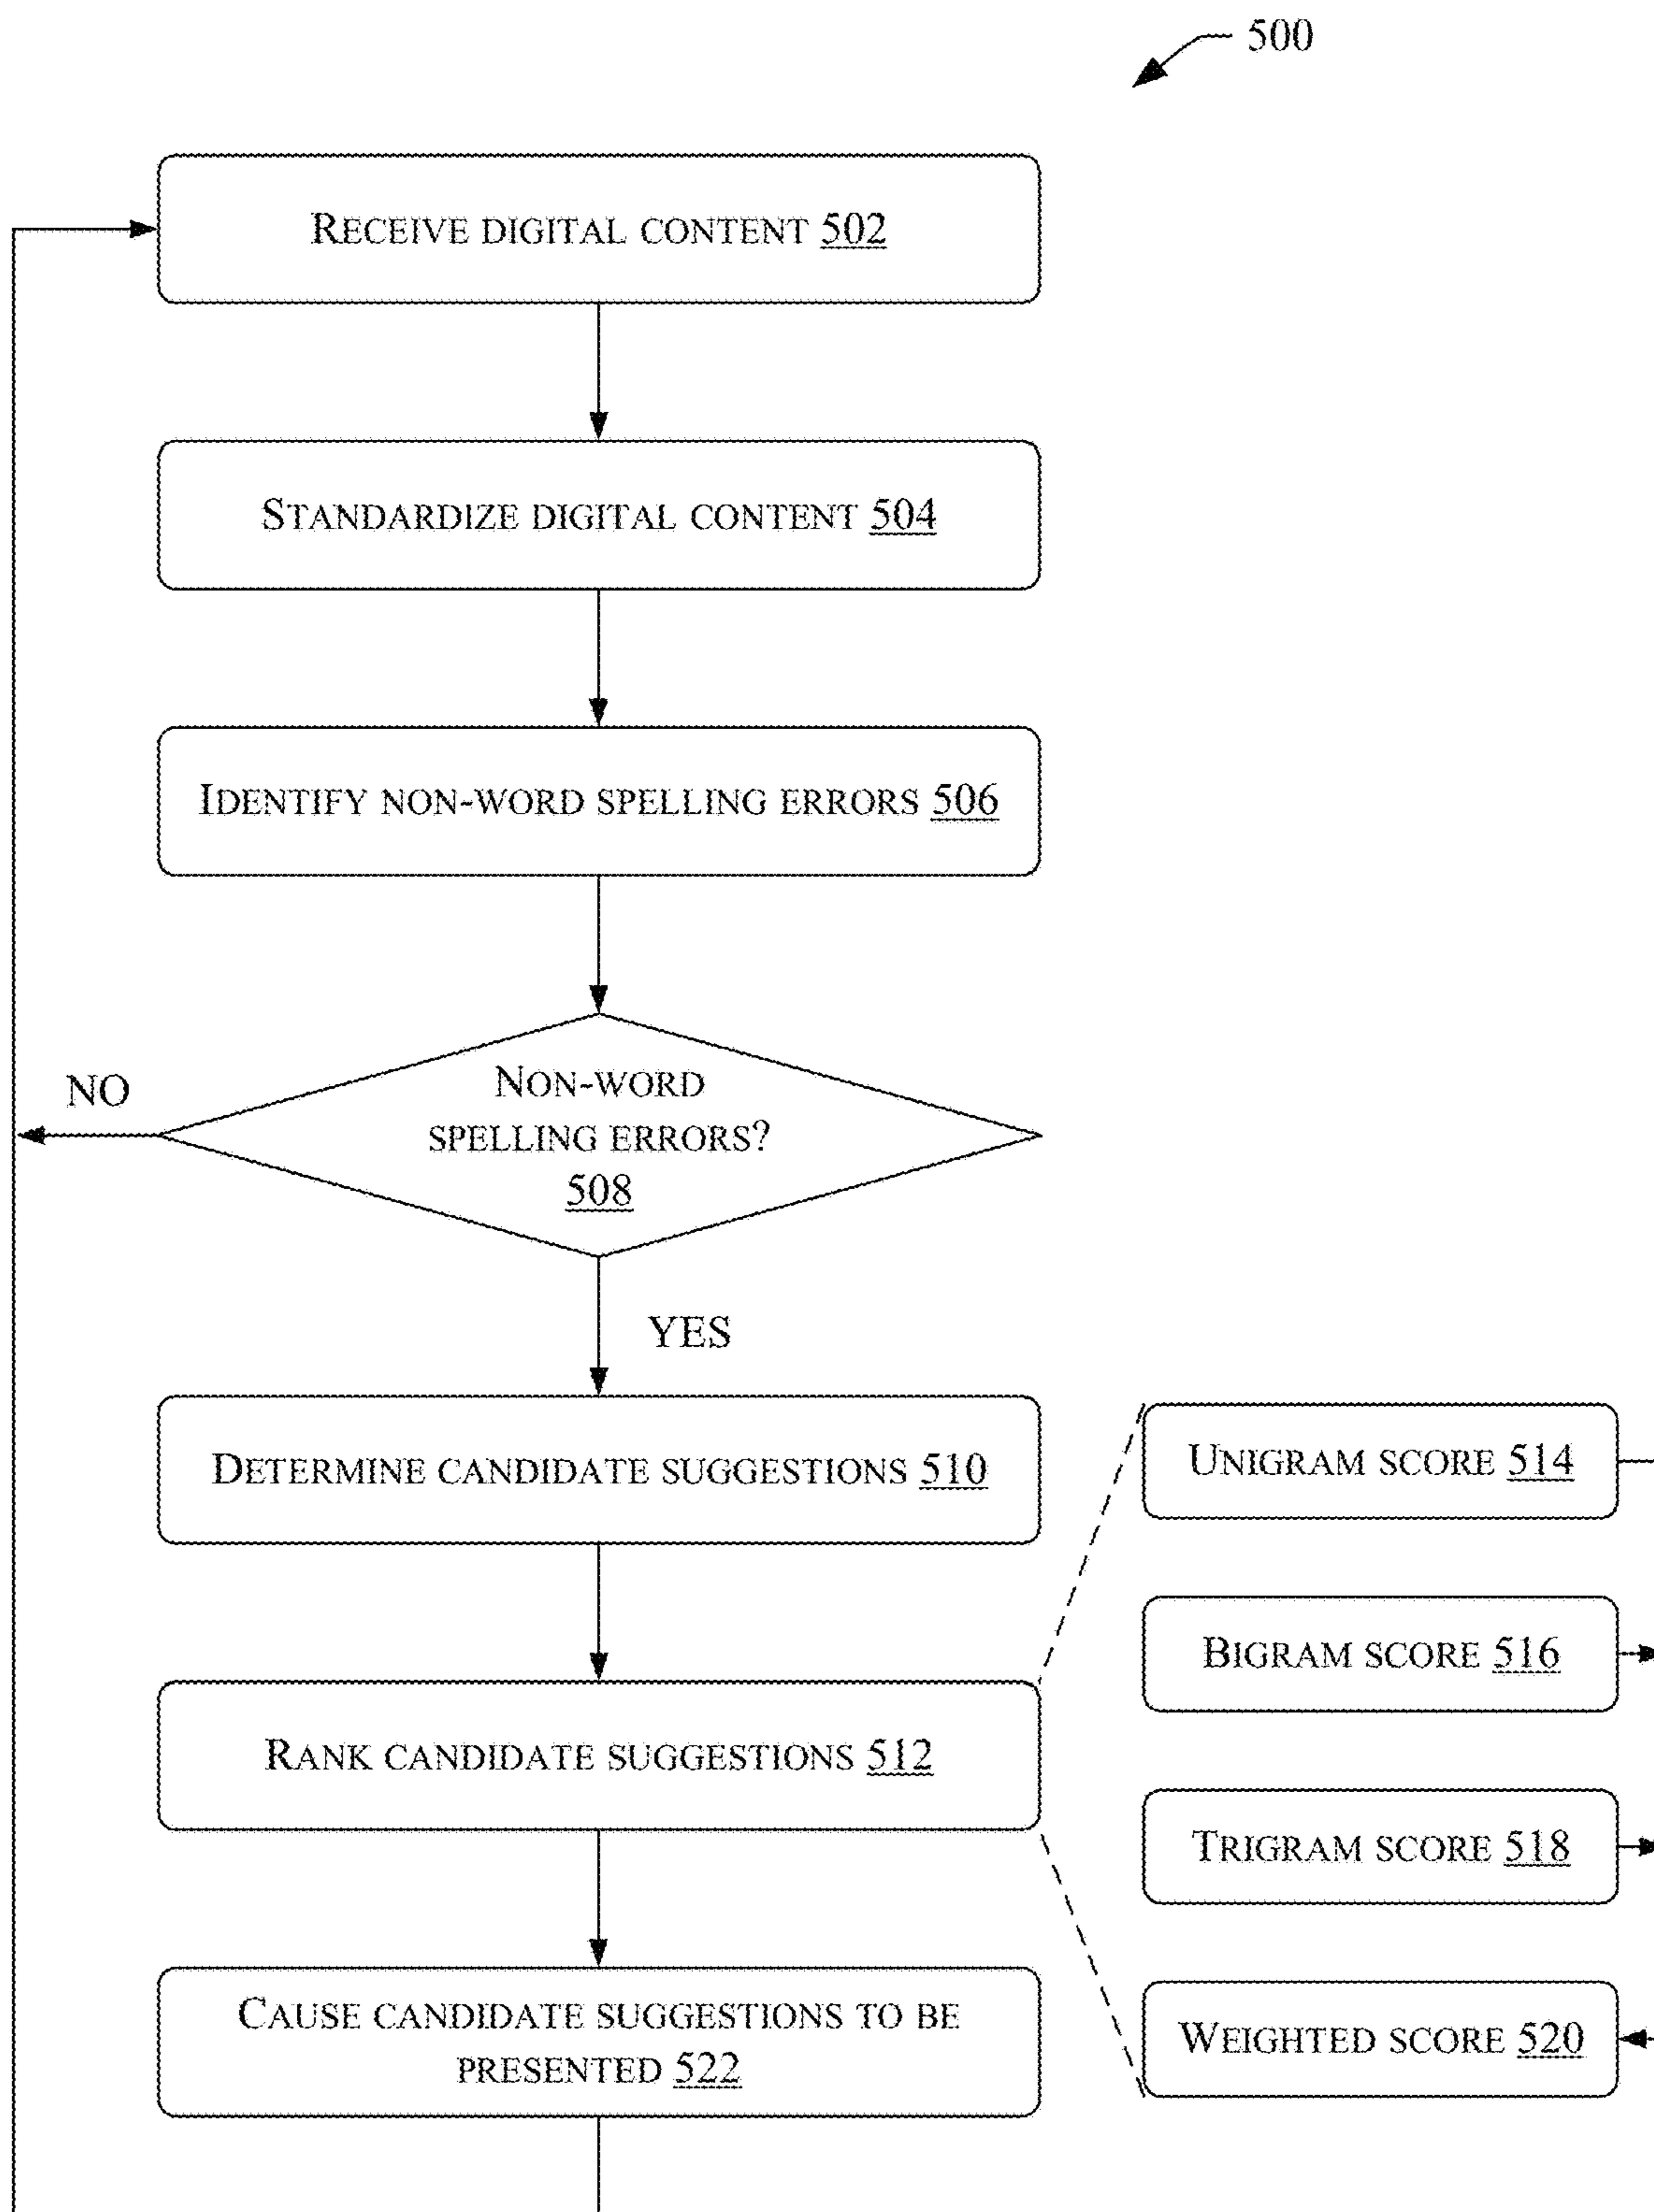 500
RECEIVE DIGITAL CONTENT 502
STANDARDIZE DIGITAL CONTENT 504
IDENTIFY NON-WORD SPELLING ERRORS 506
NON-WORD
SPELLING ERRORS?
508
NO
YES
DETERMINE CANDIDATE SUGGESTIONS 510
RANK CANDIDATE SUGGESTIONS 512
UNIGRAM SCORE 514
BIGRAM SCORE 516
TRIGRAM SCORE 518
WEIGHTED SCORE 520
CAUSE CANDIDATE SUGGESTIONS TO BE
PRESENTED 522